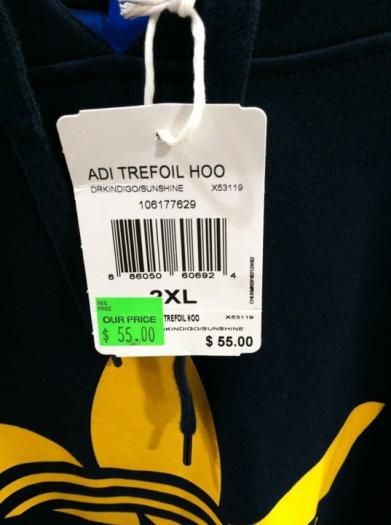 ADI TREFOIL HOO
DRKINDIGO/SUNSHINE X53119
106177629
8 86050 60692 4
2XL
OUR PRICE
$ 55.00
TREFOIL HOO X53119
KINDIGO/SUNSHINE
$ 55.00